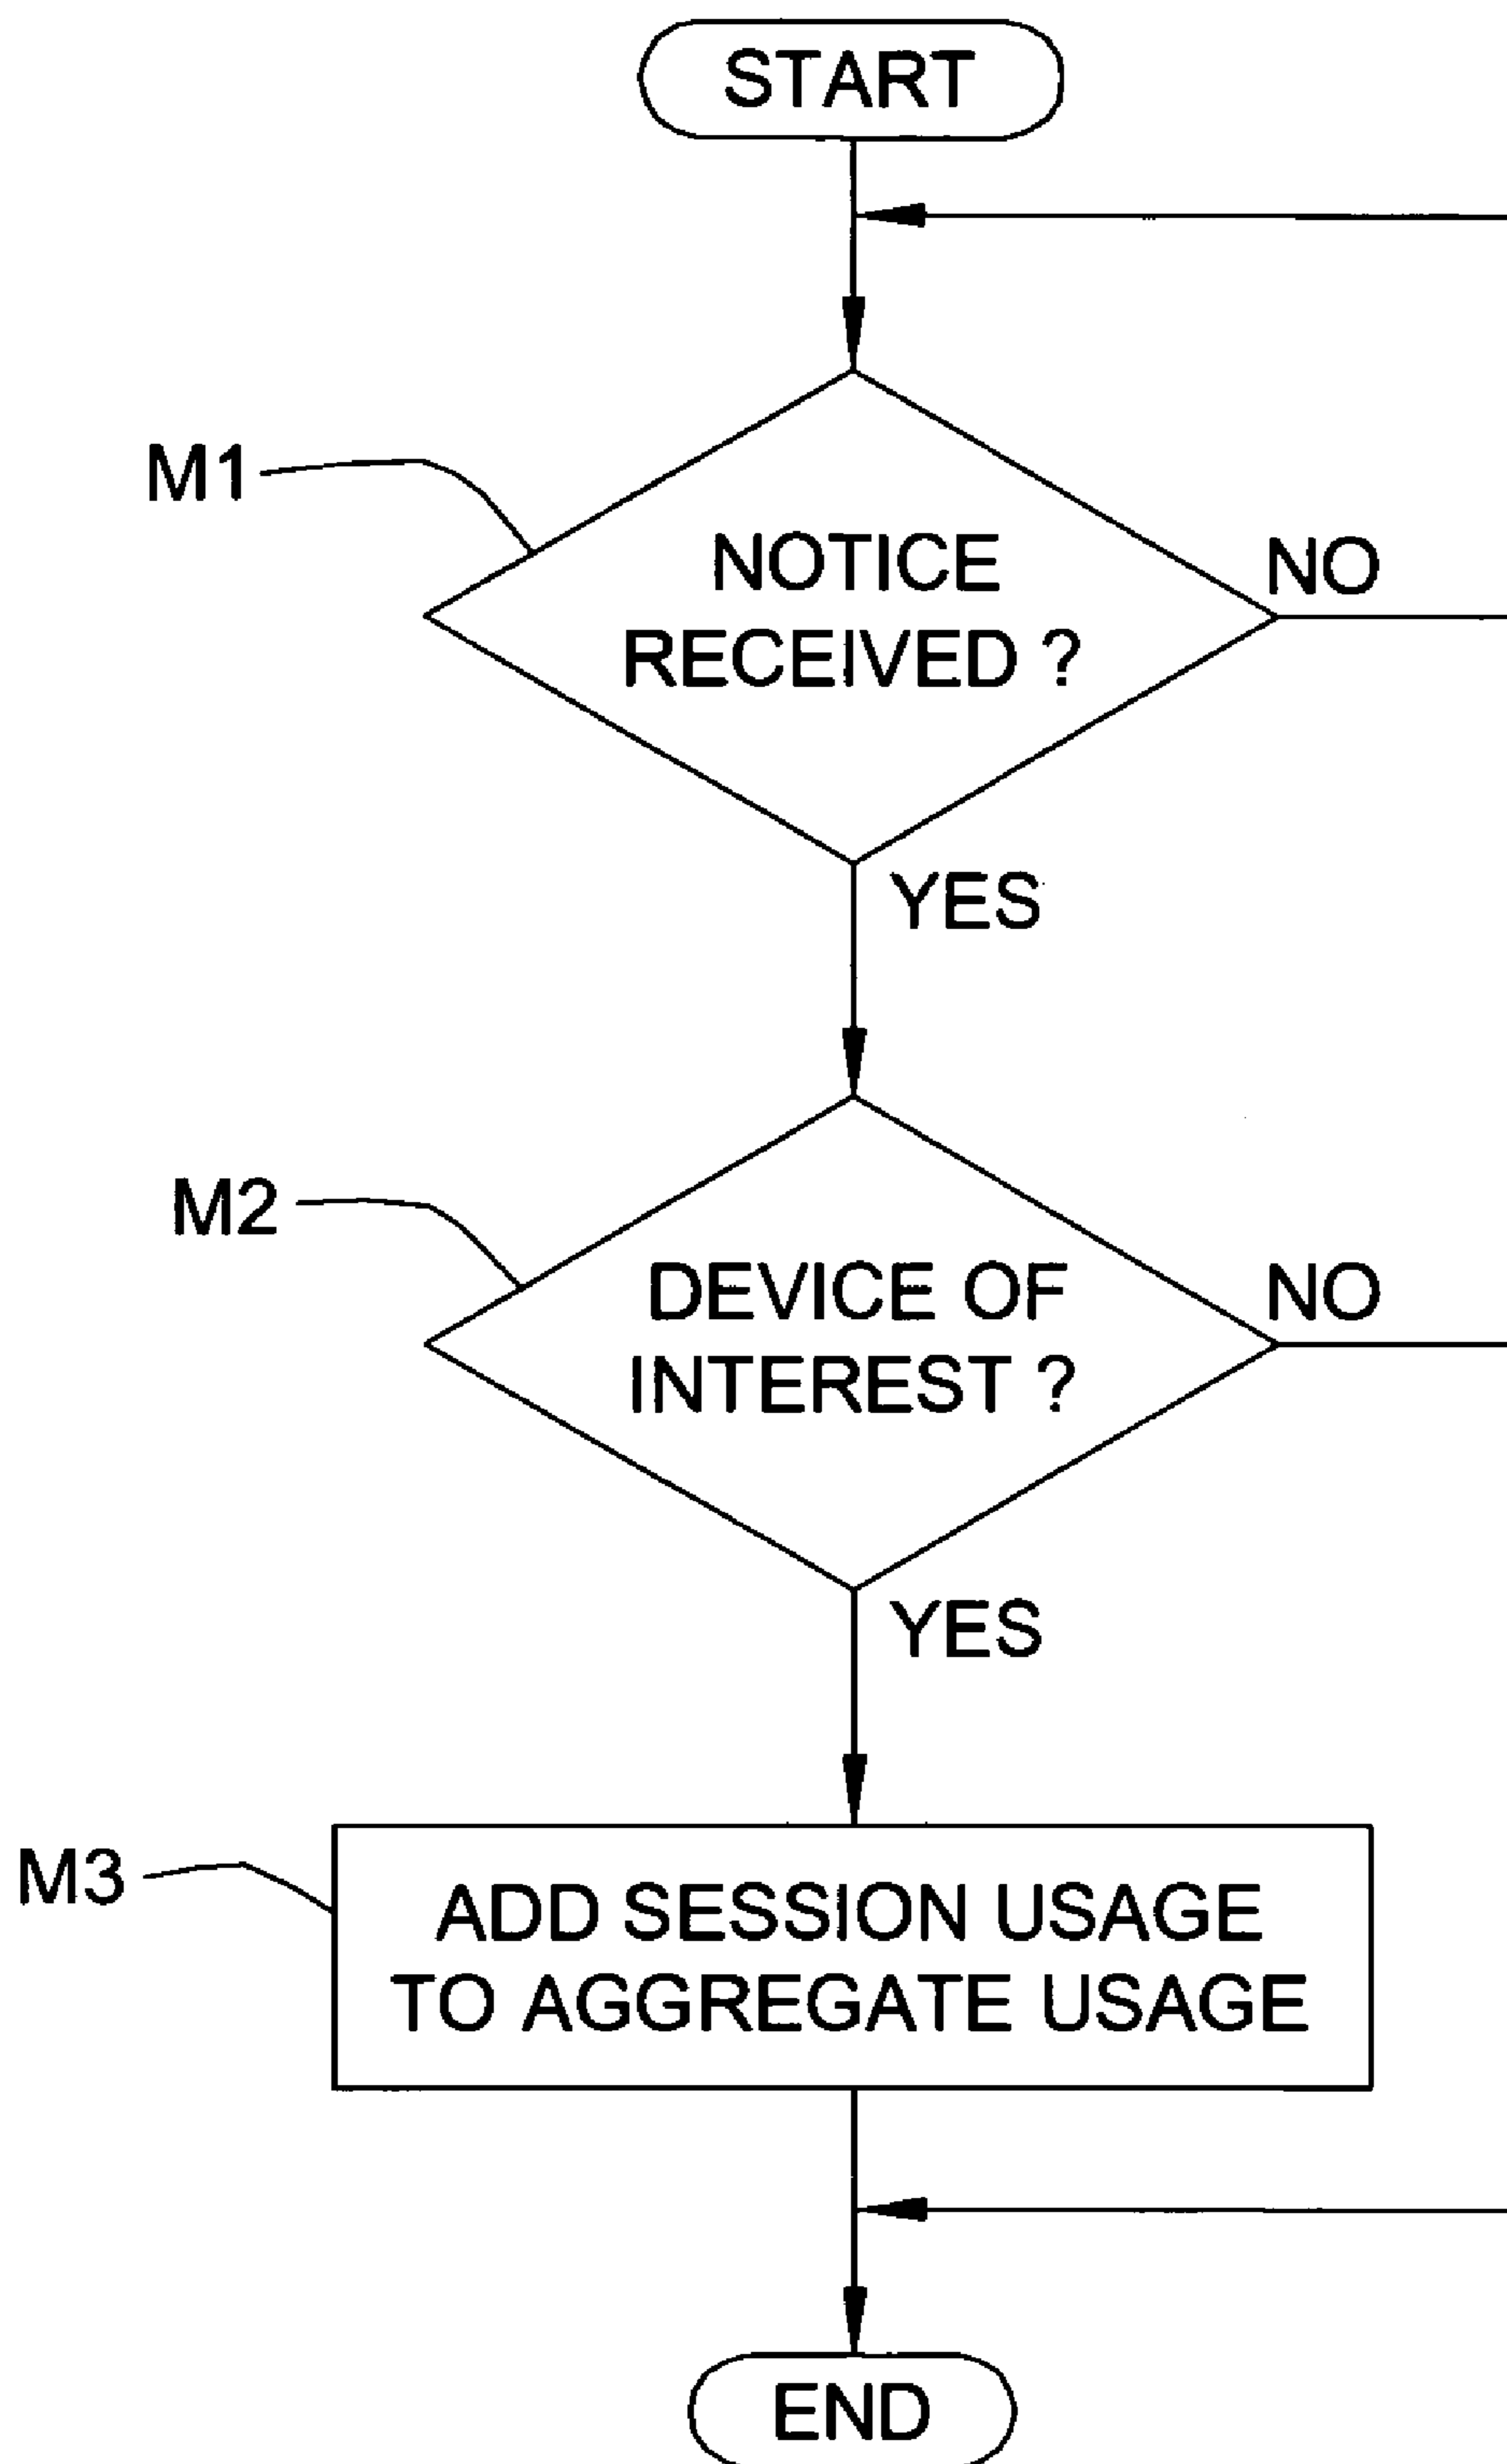 START
M1
NOTICE
RECEIVED ?
NO
YES
M2
DEVICE OF
INTEREST ?
NO
YES
M3
ADD SESSION USAGE
TO AGGREGATE USAGE
END